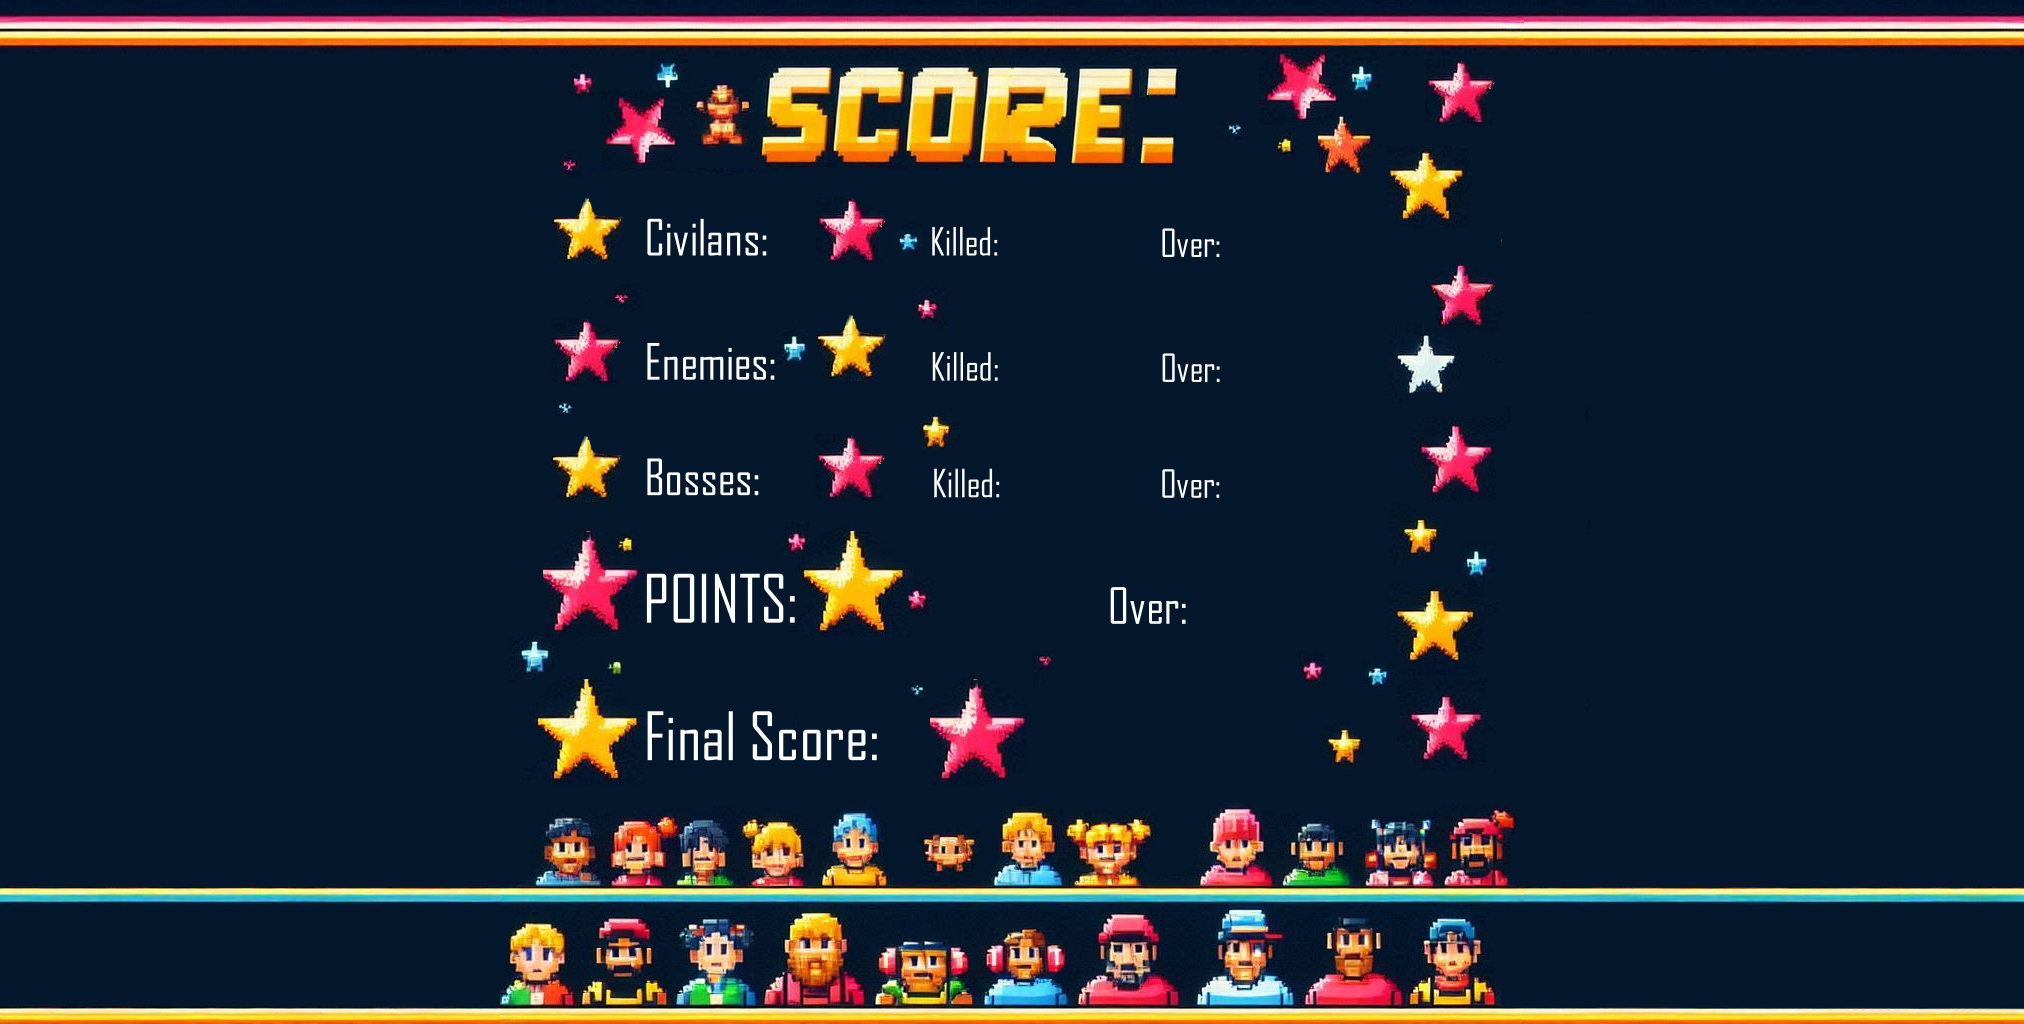 SCORE:
Civilans: Killed: Over:
Enemies: Killed: Over:
Bosses: Killed: Over:
POINTS: Over:
Final Score: